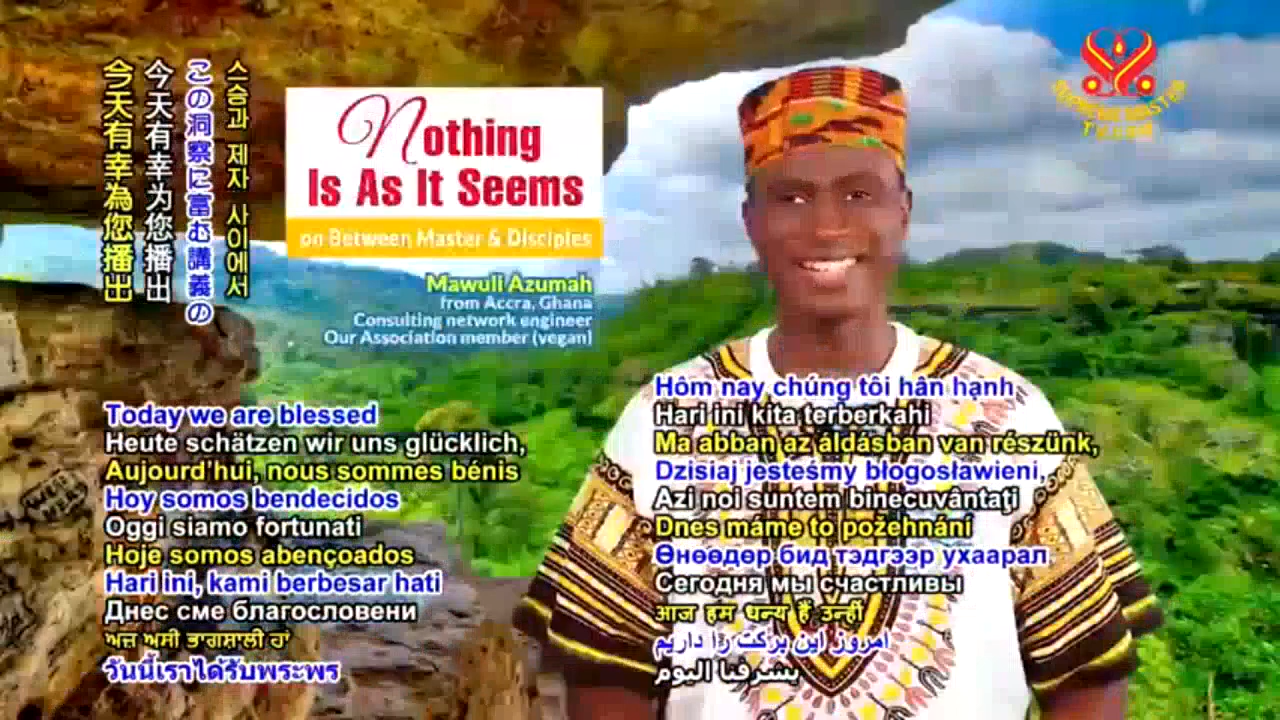 스승과 제자 사이에서
この洞察に富む講義の
今天有幸为您播出
今天有幸為您播出
Nothing
Is As It Seems
on Between Master & Disciples
Mawuli Azumah
from Accra, Ghana
Consulting network engineer
Our Association member (vegan)
SUPREME MASTER
TELEVISION
Today we are blessed
Heute schätzen wir uns glücklich,
Aujourd'hui, nous sommes bénis
Hoy somos bendecidos
Oggi siamo fortunati
Hoje somos abençoados
Hari ini, kami berbesar hati
Днес сме благословени
ਅਜ਼ ਅਸੀ ਭਾਗਸ਼ਾਲੀ ਹਾਂ
วันนี้เราได้รับพระพร
Hôm nay chúng tôi hân hạnh
Hari ini kita terberkahi
Ma abban az áldásban van részünk,
Dzisiaj jesteśmy błogosławieni,
Azi noi suntem binecuvântaţi
Dnes máme to požehnání
Өнөөдөр бид тэдгээр ухаарал
Сегодня мы счастливы
आज हम धन्य हैं उन्हीं
امروز این برکت را داریم
يشرفنا اليوم